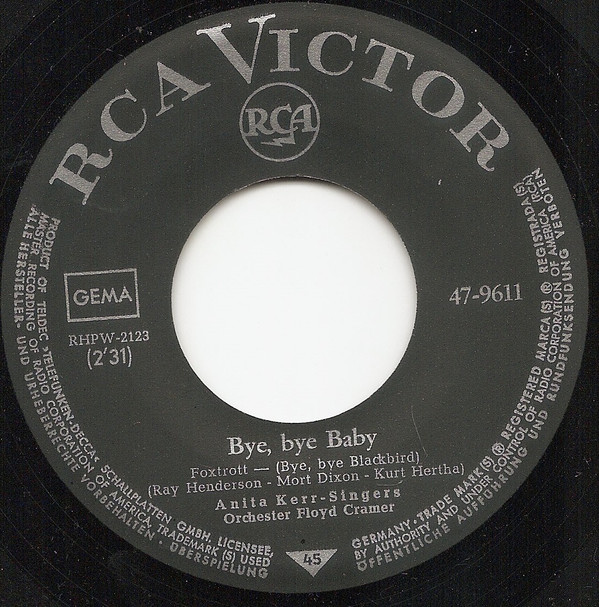 RCA VICTOR
RCA
GEMA
RHPW-2123
(2'31)
47-9611
Bye, bye Baby
Foxtrott — (Bye, bye Blackbird)
(Ray Henderson - Mort Dixon - Kurt Hertha)
Anita Kerr-Singers
Orchester Floyd Cramer
45
PRODUCT OF TELDEC »TELEFUNKEN-DECCA« SCHALLPLATTEN GMBH, LICENSEE,
MASTER RECORDING OF RADIO CORPORATION OF AMERICA, TRADEMARK (S) USED
ALLE HERSTELLER- UND URHEBERRECHTE VORBEHALTEN · ÜBERSPIELUNG
GERMANY · TRADE MARK(S) ® REGISTERED MARCA(S) ® REGISTRADA(S)
BY AUTHORITY AND UNDER CONTROL OF RADIO CORPORATION OF AMERICA (RCA)
ÖFFENTLICHE AUFFÜHRUNG UND RUNDFUNKSENDUNG VERBOTEN